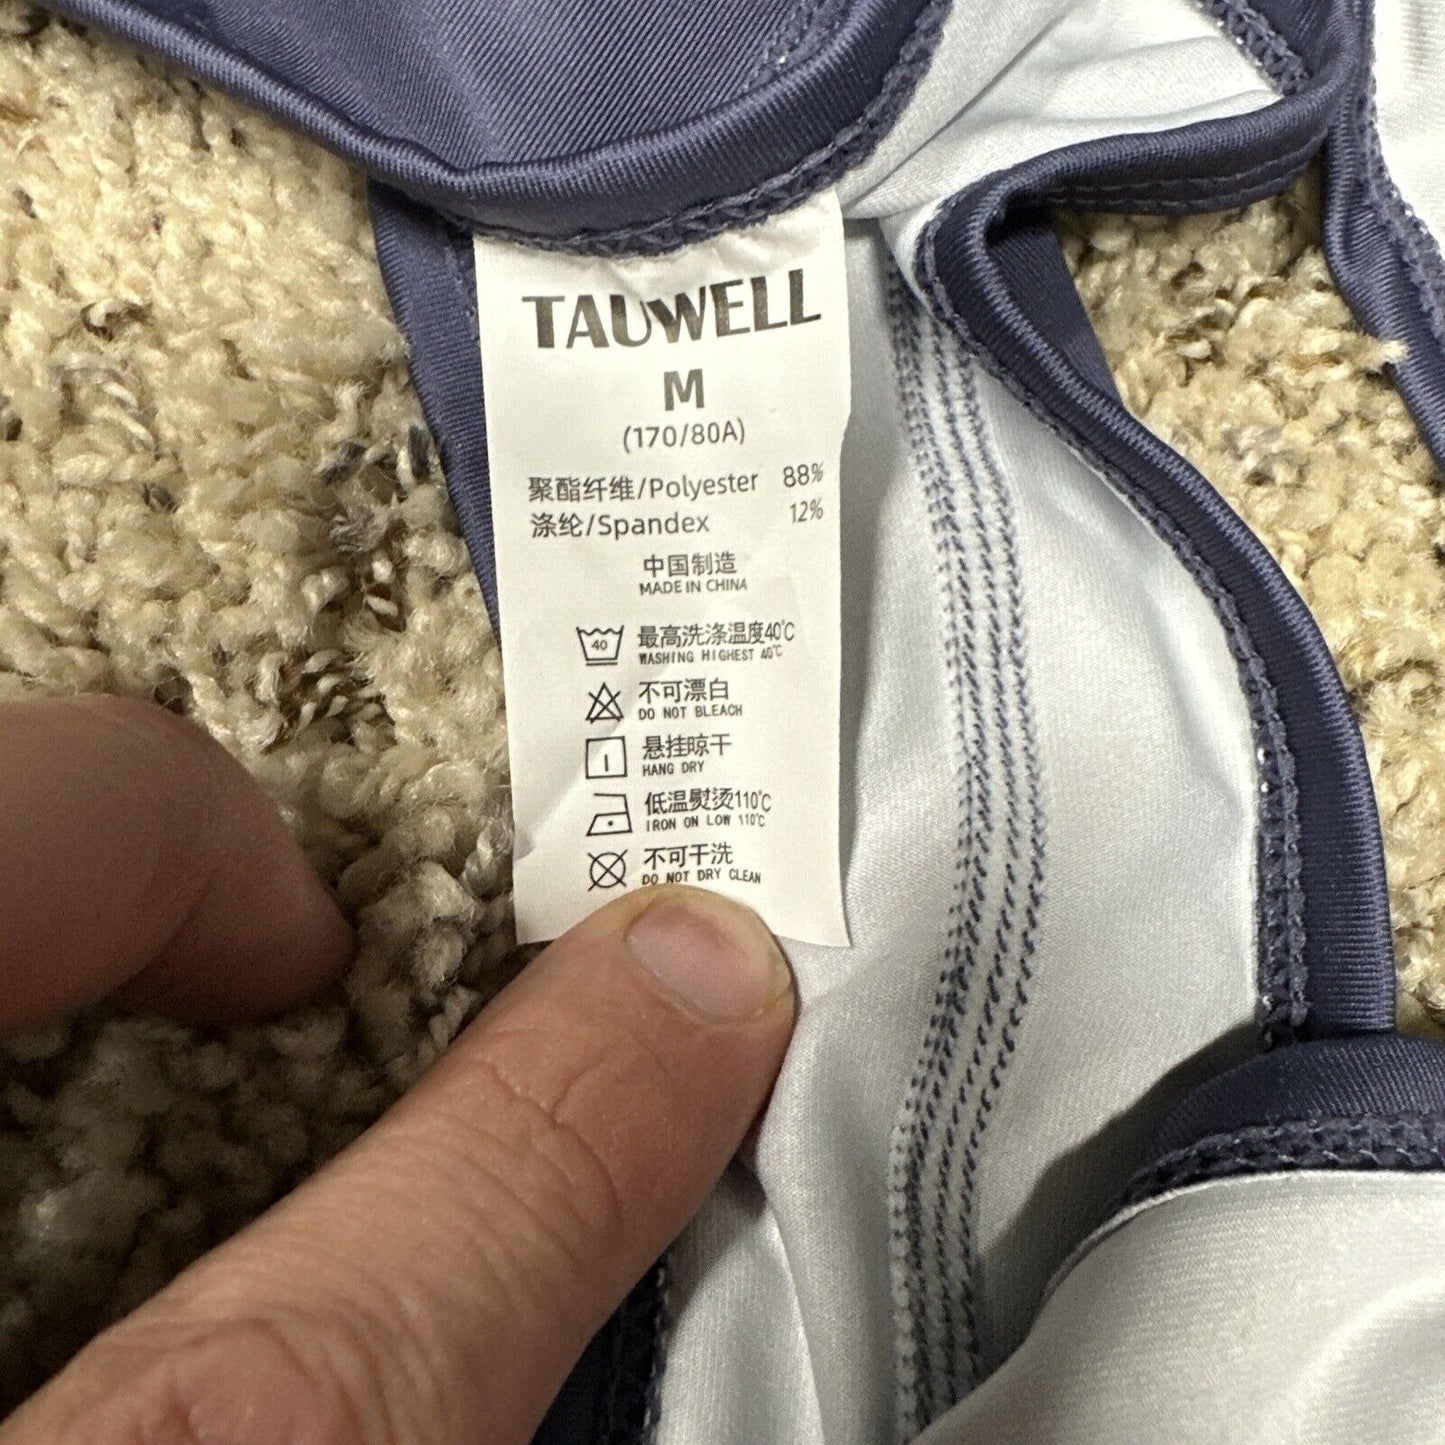 TAUWELL
M
(170/80A)
聚酯纤维/Polyester 88%
涤纶/Spandex 12%
中国制造
MADE IN CHINA
40 最高洗涤温度40℃
WASHING HIGHEST 40℃
不可漂白
DO NOT BLEACH
悬挂晾干
HANG DRY
低温熨烫110℃
IRON ON LOW 110℃
不可干洗
DO NOT DRY CLEAN